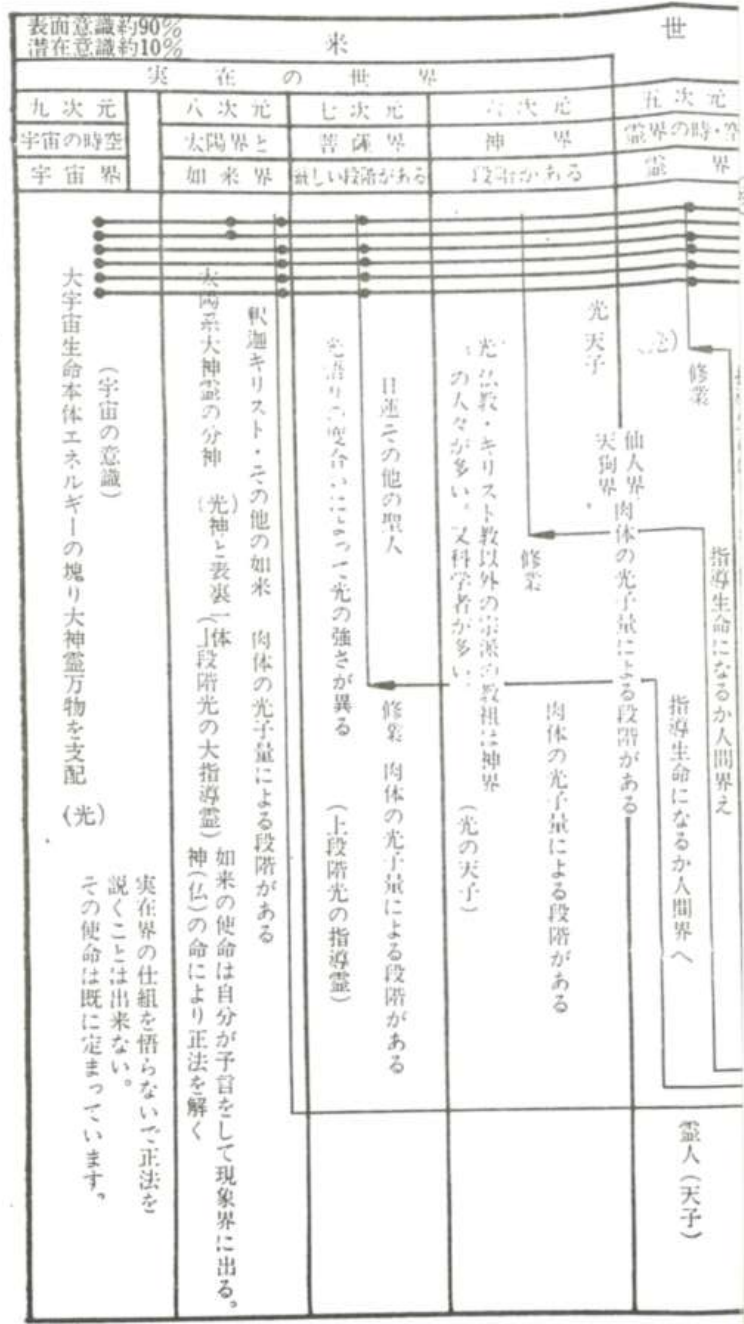 表面意識約90%
潜在意識約10%
来
世
実在の世界
五次元
霊界の時・空
霊界
六次元
神界
段階がある
七次元
菩薩界
厳しい段階がある
八次元
太陽界と
如来界
九次元
宇宙の時空
宇宙界
修業
指導生命になるか人間界え
指導生命になるか人間界へ
霊人(天子)
光天子
仙人界
天狗界
肉体の光子量による段階がある
修業
肉体の光子量による段階がある
光 仏教・キリスト教以外の宗派の教祖は神界
の人々が多い。又科学者が多い。
(光の天子)
日蓮その他の聖人
修業 肉体の光子量による段階がある
の度合いによって光の強さが異る
(上段階光の指導霊)
釈迦キリスト・その他の如来 肉体の光子量による段階がある
太陽系大神霊の分神
(光神と表裏一体
(上段階光の大指導霊)
如来の使命は自分が予言をして現象界に出る。
神(仏)の命により正法を解く
(宇宙の意識)
大宇宙生命本体エネルギーの塊り大神霊万物を支配
(光)
実在界の仕組を悟らないで正法を
説くことは出来ない。
その使命は既に定まっています。